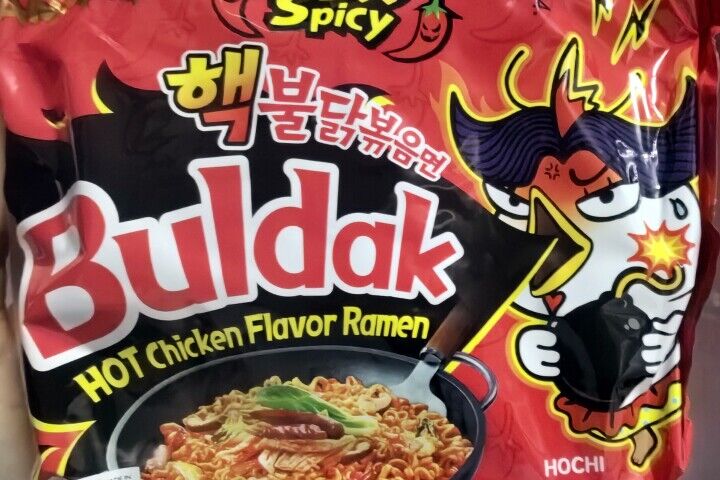 Spicy
핵불닭볶음면
Buldak
HOT Chicken Flavor Ramen
HOCHI